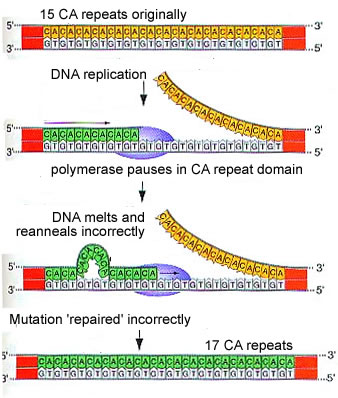 15 CA repeats originally
5' 3'
3' 5'
DNA replication
5' 3'
3' 5'
polymerase pauses in CA repeat domain
DNA melts and
reanneals incorrectly
5' CACA CACACA 3'
3' 5'
Mutation 'repaired' incorrectly
17 CA repeats
5' 3'
3' 5'